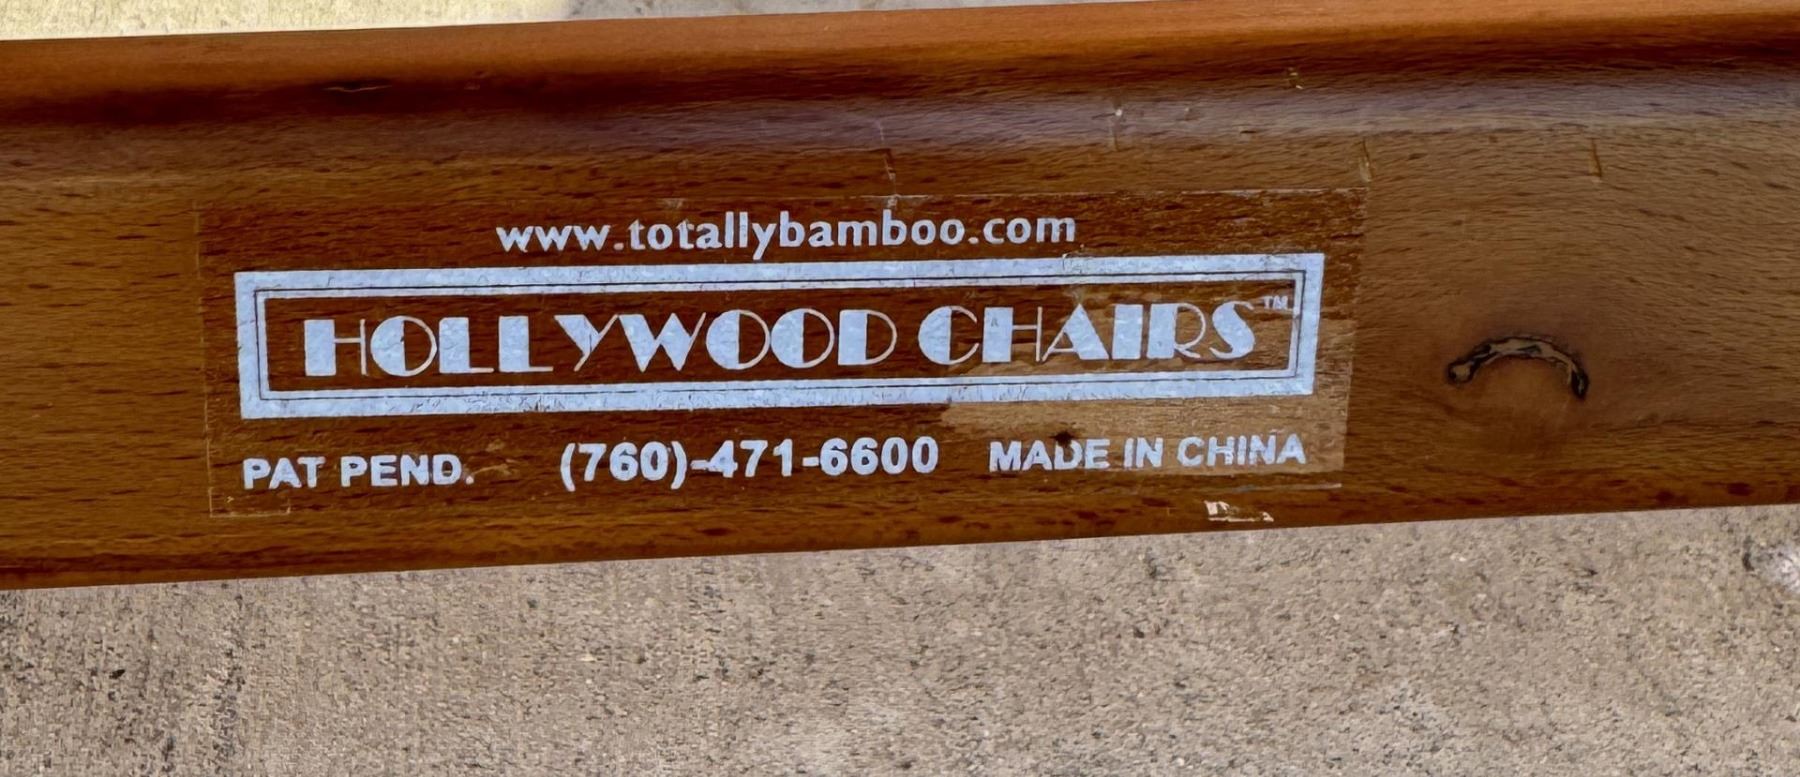 www.totallybamboo.com
HOLLYWOOD CHAIRS™
PAT PEND. (760)-471-6600 MADE IN CHINA